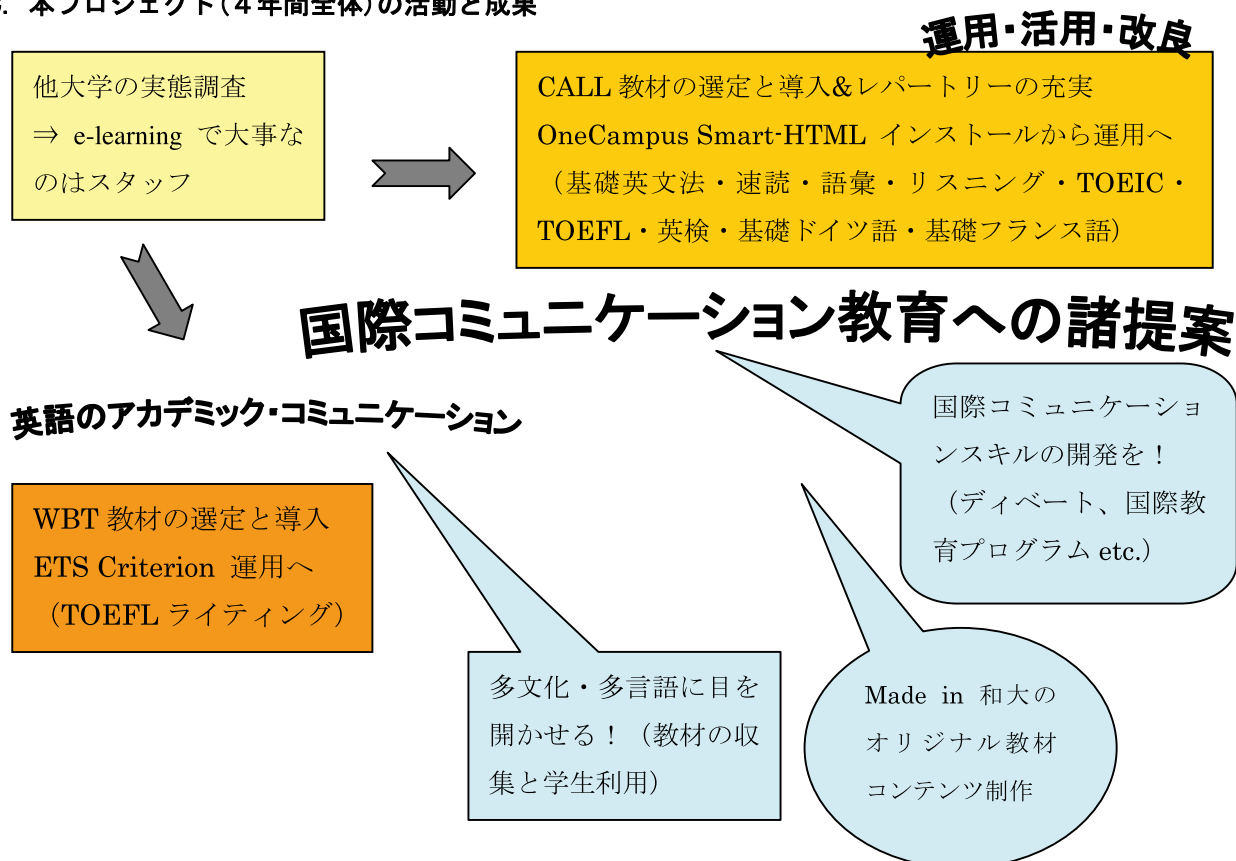 本プロジェクト(４年間全体)の活動と成果
運用・活用・改良
他大学の実態調査
⇒ e-learning で大事な
のはスタッフ
CALL 教材の選定と導入&レパートリーの充実
OneCampus Smart-HTML インストールから運用へ
（基礎英文法・速読・語彙・リスニング・TOEIC・
TOEFL・英検・基礎ドイツ語・基礎フランス語）
国際コミュニケーション教育への諸提案
英語のアカデミック・コミュニケーション
国際コミュニケーショ
ンスキルの開発を！
（ディベート、国際教
育プログラム etc.）
WBT 教材の選定と導入
ETS Criterion 運用へ
（TOEFL ライティング）
多文化・多言語に目を
開かせる！（教材の収
集と学生利用）
Made in 和大の
オリジナル教材
コンテンツ制作